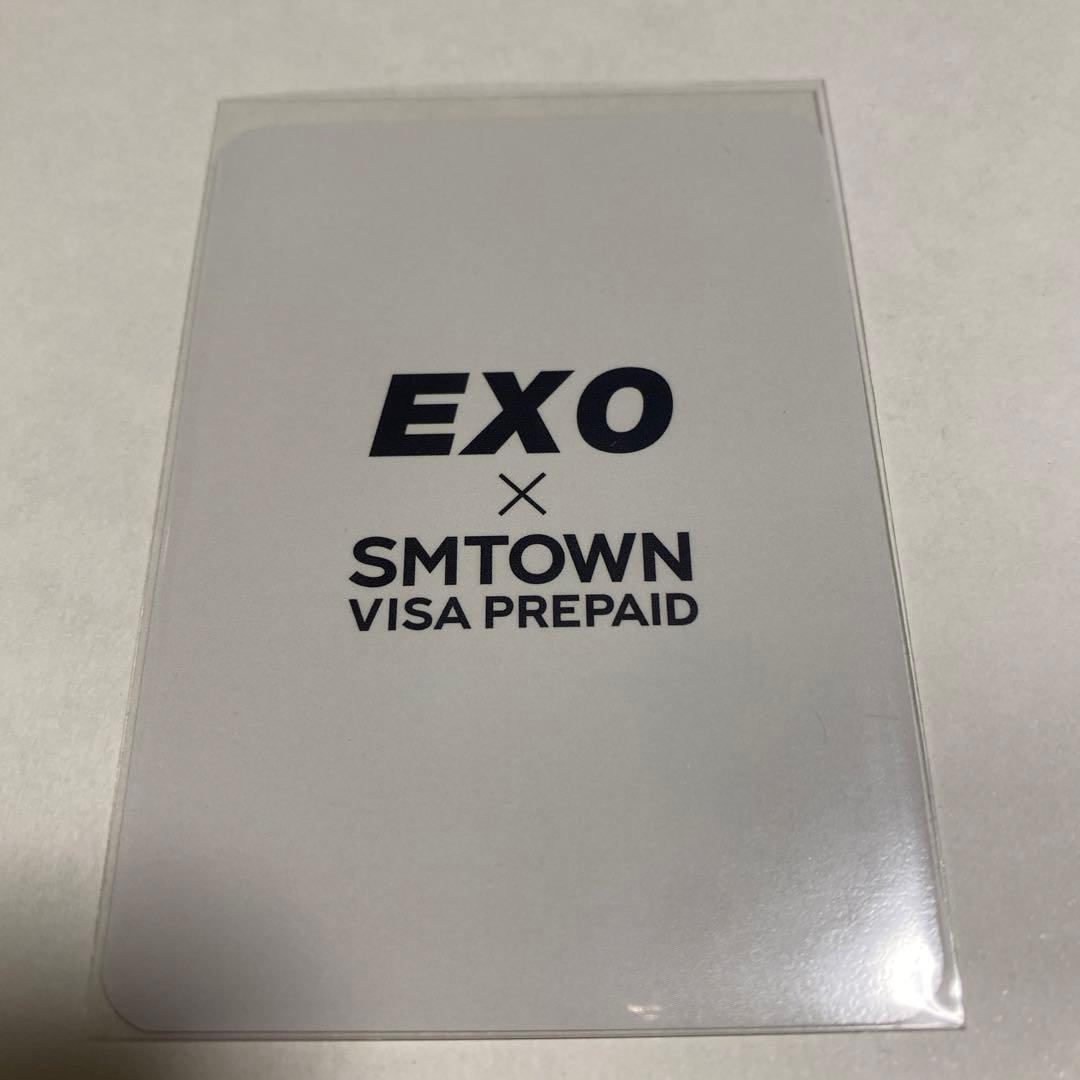 EXO
×
SMTOWN
VISA PREPAID